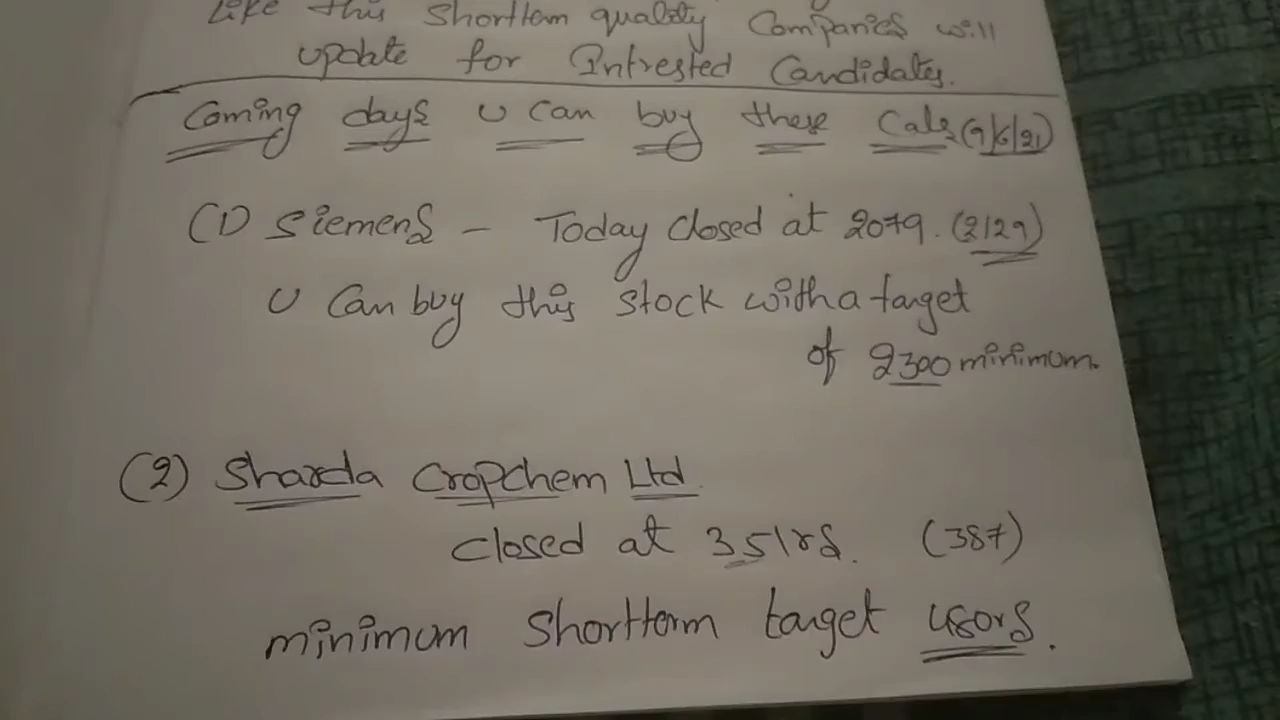 Like this Shortterm quality Companies will
update for Intrested Candidates.
Coming days U Can buy these Calls (9/6/21)
(1) Siemens - Today closed at 2079. (2129)
U Can buy this stock with a target
of 2300 minimum.
(2) Sharda Cropchem Ltd.
closed at 351rs. (387)
minimum Shortterm target 450rs.